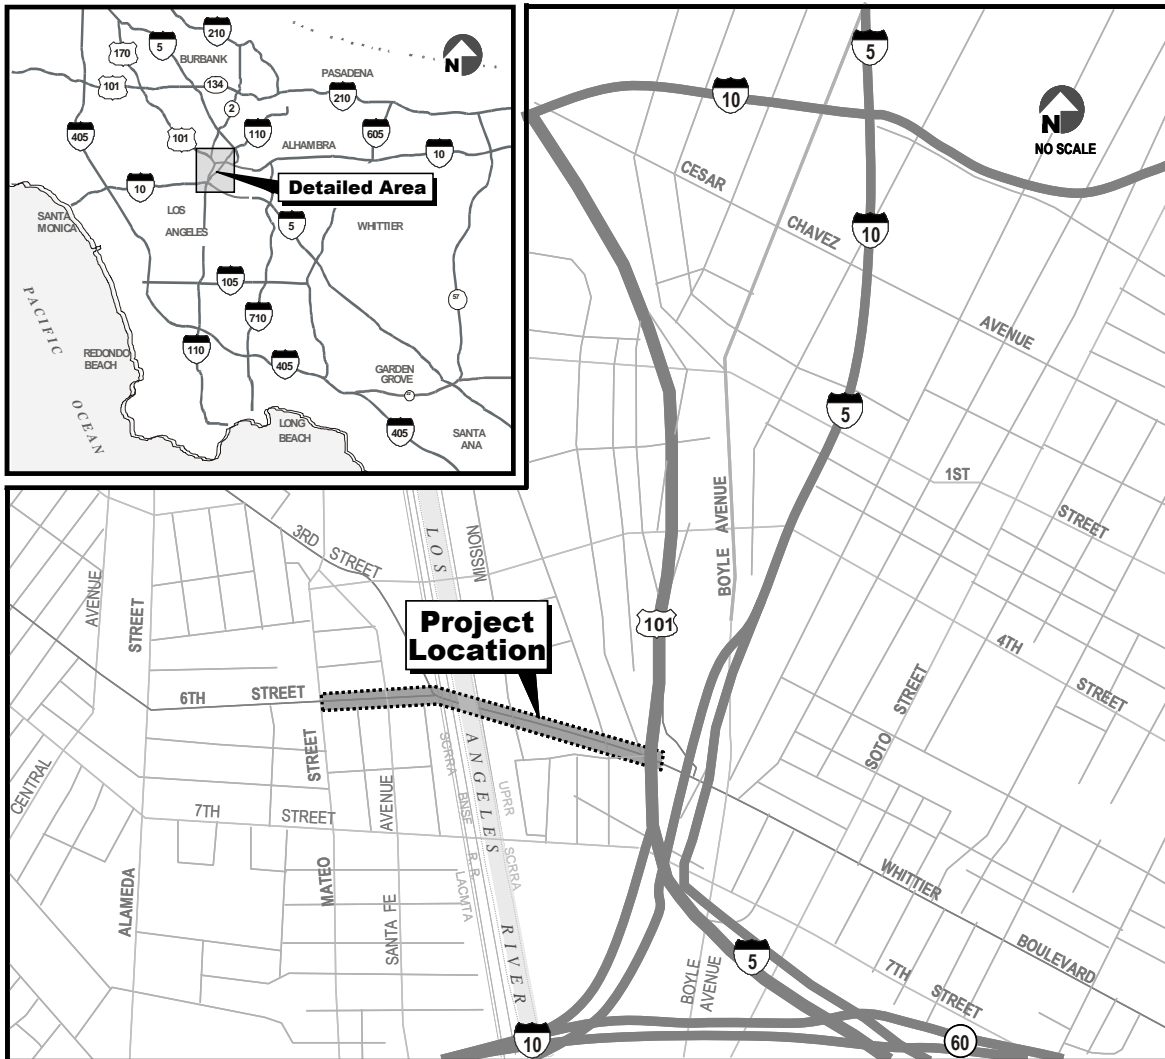 210
5
170
BURBANK
101
134
PASADENA
210
N
2
405
101
110
605
ALHAMBRA
10
10
Detailed Area
SANTA
MONICA
LOS
ANGELES
5
WHITTIER
105
57
710
PACIFIC
OCEAN
REDONDO
BEACH
110
405
GARDEN
GROVE
LONG
BEACH
405
SANTA
ANA
5
10
N
NO SCALE
CESAR
CHAVEZ
AVENUE
10
5
1ST
STREET
BOYLE AVENUE
4TH
STREET
SOTO STREET
101
3RD STREET
MISSION
LOS
ANGELES
RIVER
Project
Location
AVENUE
STREET
6TH STREET
STREET
CENTRAL
7TH STREET
AVENUE
ALAMEDA
MATEO
SANTA FE
SCRRA
BNSF R.R.
LACMTA
UPRR
SCRRA
WHITTIER
BOULEVARD
7TH
STREET
BOYLE
AVENUE
5
10
60